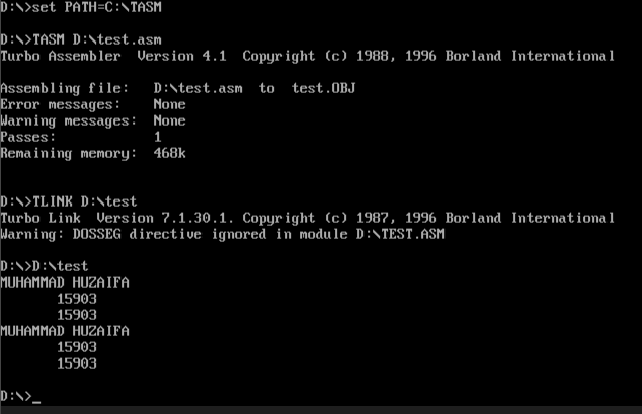 D:\>set PATH=C:\TASM
D:\>TASM D:\test.asm
Turbo Assembler  Version 4.1  Copyright (c) 1988, 1996 Borland International
Assembling file:   D:\test.asm  to  test.OBJ
Error messages:    None
Warning messages:  None
Passes:            1
Remaining memory:  468k
D:\>TLINK D:\test
Turbo Link  Version 7.1.30.1. Copyright (c) 1987, 1996 Borland International
Warning: DOSSEG directive ignored in module D:\TEST.ASM
D:\>D:\test
MUHAMMAD HUZAIFA
       15903
       15903
MUHAMMAD HUZAIFA
       15903
       15903
D:\>_